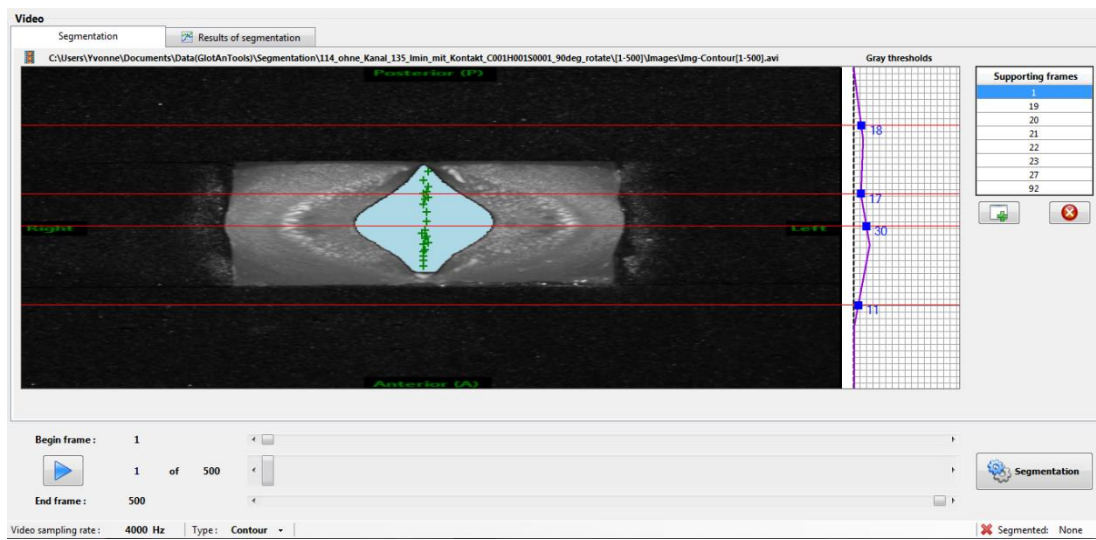 Video
Segmentation
Results of segmentation
C:\Users\Yvonne\Documents\Data(GlotAnTools)\Segmentation\114_ohne_Kanal_135_lmin_mit_Kontakt_C001H001S0001_90deg_rotate\[1-500]\Images\Img-Contour[1-500].avi
Gray thresholds
Supporting frames
Posterior (P)
1
19
20
21
22
23
27
92
18
17
Right
Left
30
11
Anterior (A)
Begin frame :
1
1 of 500
Segmentation
End frame :
500
Video sampling rate : 4000 Hz Type : Contour
Segmented: None